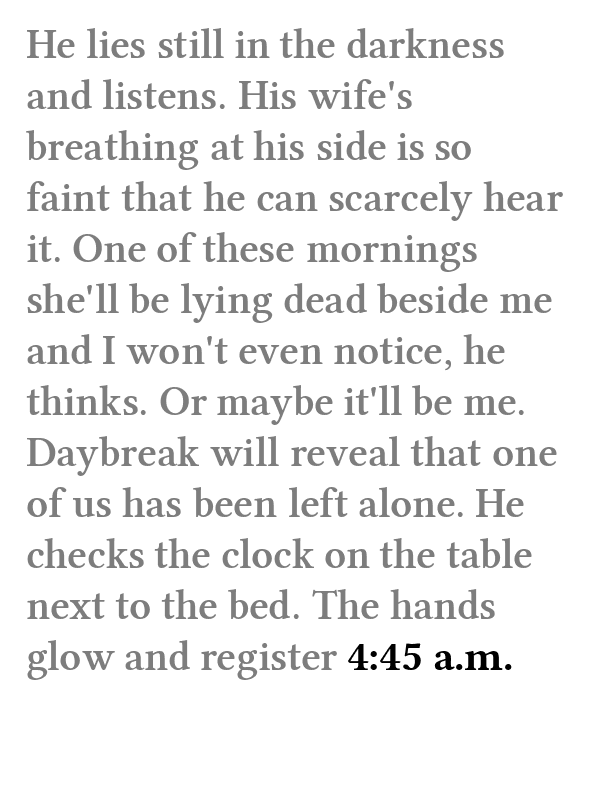 He lies still in the darkness
and listens. His wife's
breathing at his side is so
faint that he can scarcely hear
it. One of these mornings
she'll be lying dead beside me
and I won't even notice, he
thinks. Or maybe it'll be me.
Daybreak will reveal that one
of us has been left alone. He
checks the clock on the table
next to the bed. The hands
glow and register 4:45 a.m.